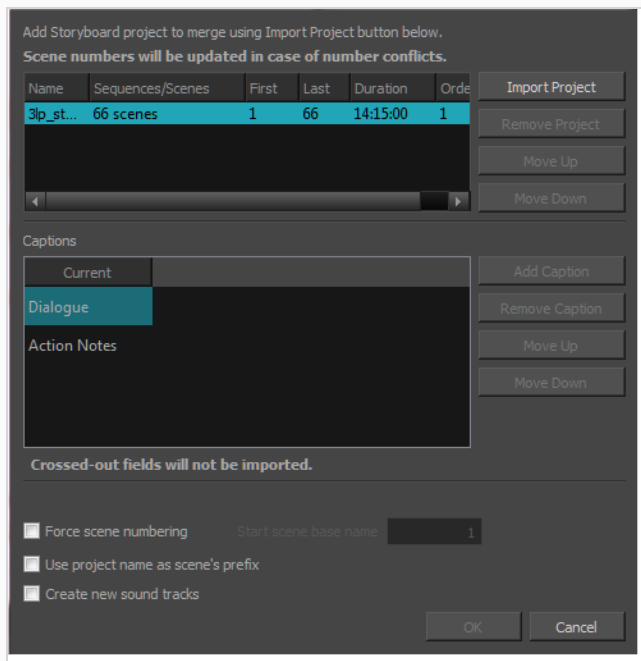 Add Storyboard project to merge using Import Project button below.
Scene numbers will be updated in case of number conflicts.
Name Sequences/Scenes First Last Duration Orde
3lp_st... 66 scenes 1 66 14:15:00 1
Import Project
Remove Project
Move Up
Move Down
Captions
Current
Dialogue
Action Notes
Add Caption
Remove Caption
Move Up
Move Down
Crossed-out fields will not be imported.
Force scene numbering Start scene base name 1
Use project name as scene's prefix
Create new sound tracks
OK Cancel